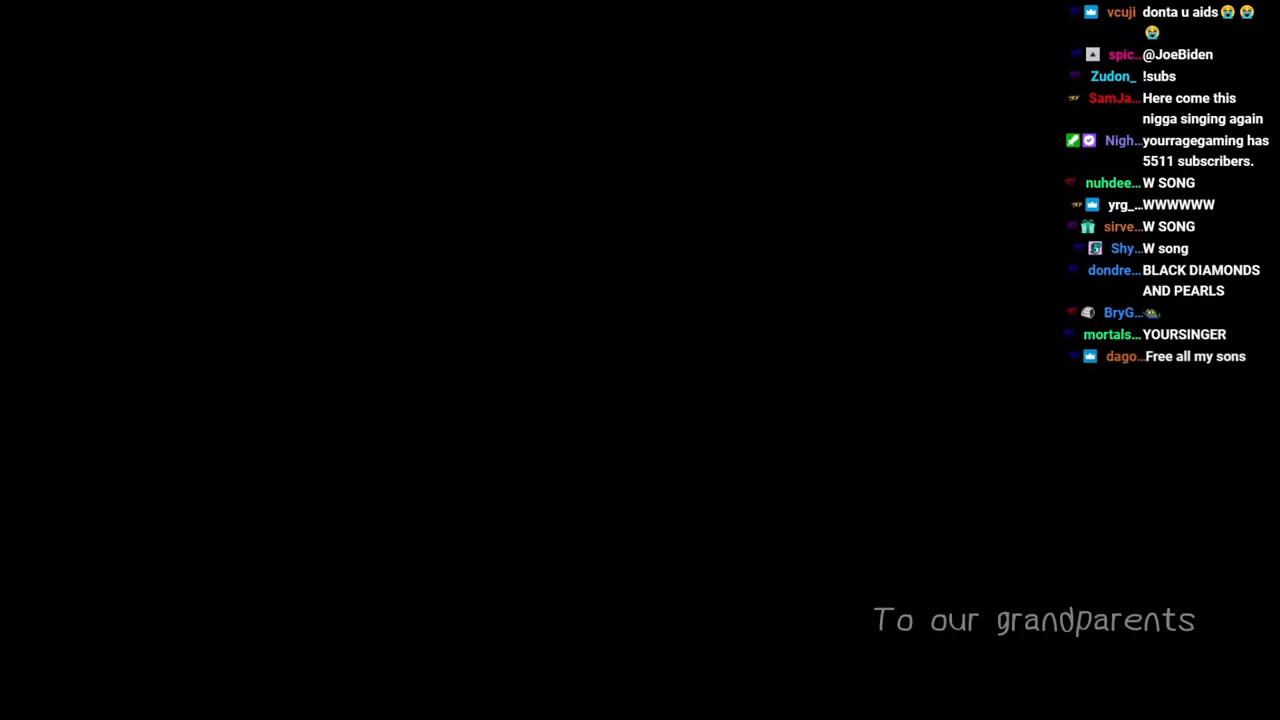 vcuji donta u aids😭 😭
😭
spic... @JoeBiden
Zudon_ !subs
SamJa... Here come this
nigga singing again
Nigh... yourragegaming has
5511 subscribers.
nuhdee... W SONG
yrg_... WWWWWW
sirve... W SONG
Shy... W song
dondre... BLACK DIAMONDS
AND PEARLS
BryG...
mortals... YOURSINGER
dago... Free all my sons
To our grandparents